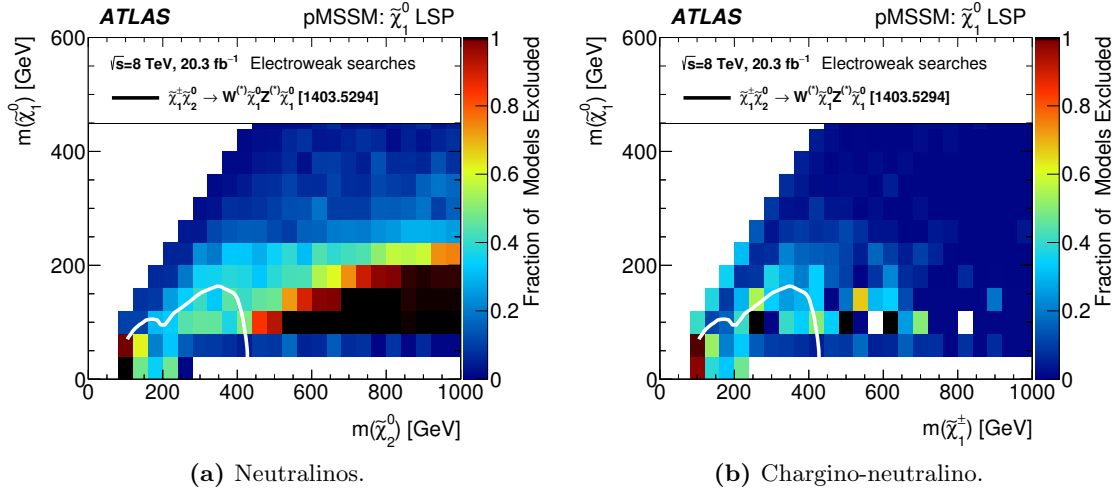 ATLAS pMSSM: χ̃₁⁰ LSP
m(χ̃₁⁰) [GeV]
600
400
200
0
√s=8 TeV, 20.3 fb⁻¹ Electroweak searches
χ̃₁±χ̃₂⁰ → W(*)χ̃₁⁰Z(*)χ̃₁⁰ [1403.5294]
0 200 400 600 800 1000
m(χ̃₂⁰) [GeV]
1
0.8
0.6
0.4
0.2
0
Fraction of Models Excluded
(a) Neutralinos.
ATLAS pMSSM: χ̃₁⁰ LSP
m(χ̃₁⁰) [GeV]
600
400
200
0
√s=8 TeV, 20.3 fb⁻¹ Electroweak searches
χ̃₁±χ̃₂⁰ → W(*)χ̃₁⁰Z(*)χ̃₁⁰ [1403.5294]
0 200 400 600 800 1000
m(χ̃₁±) [GeV]
1
0.8
0.6
0.4
0.2
0
Fraction of Models Excluded
(b) Chargino-neutralino.